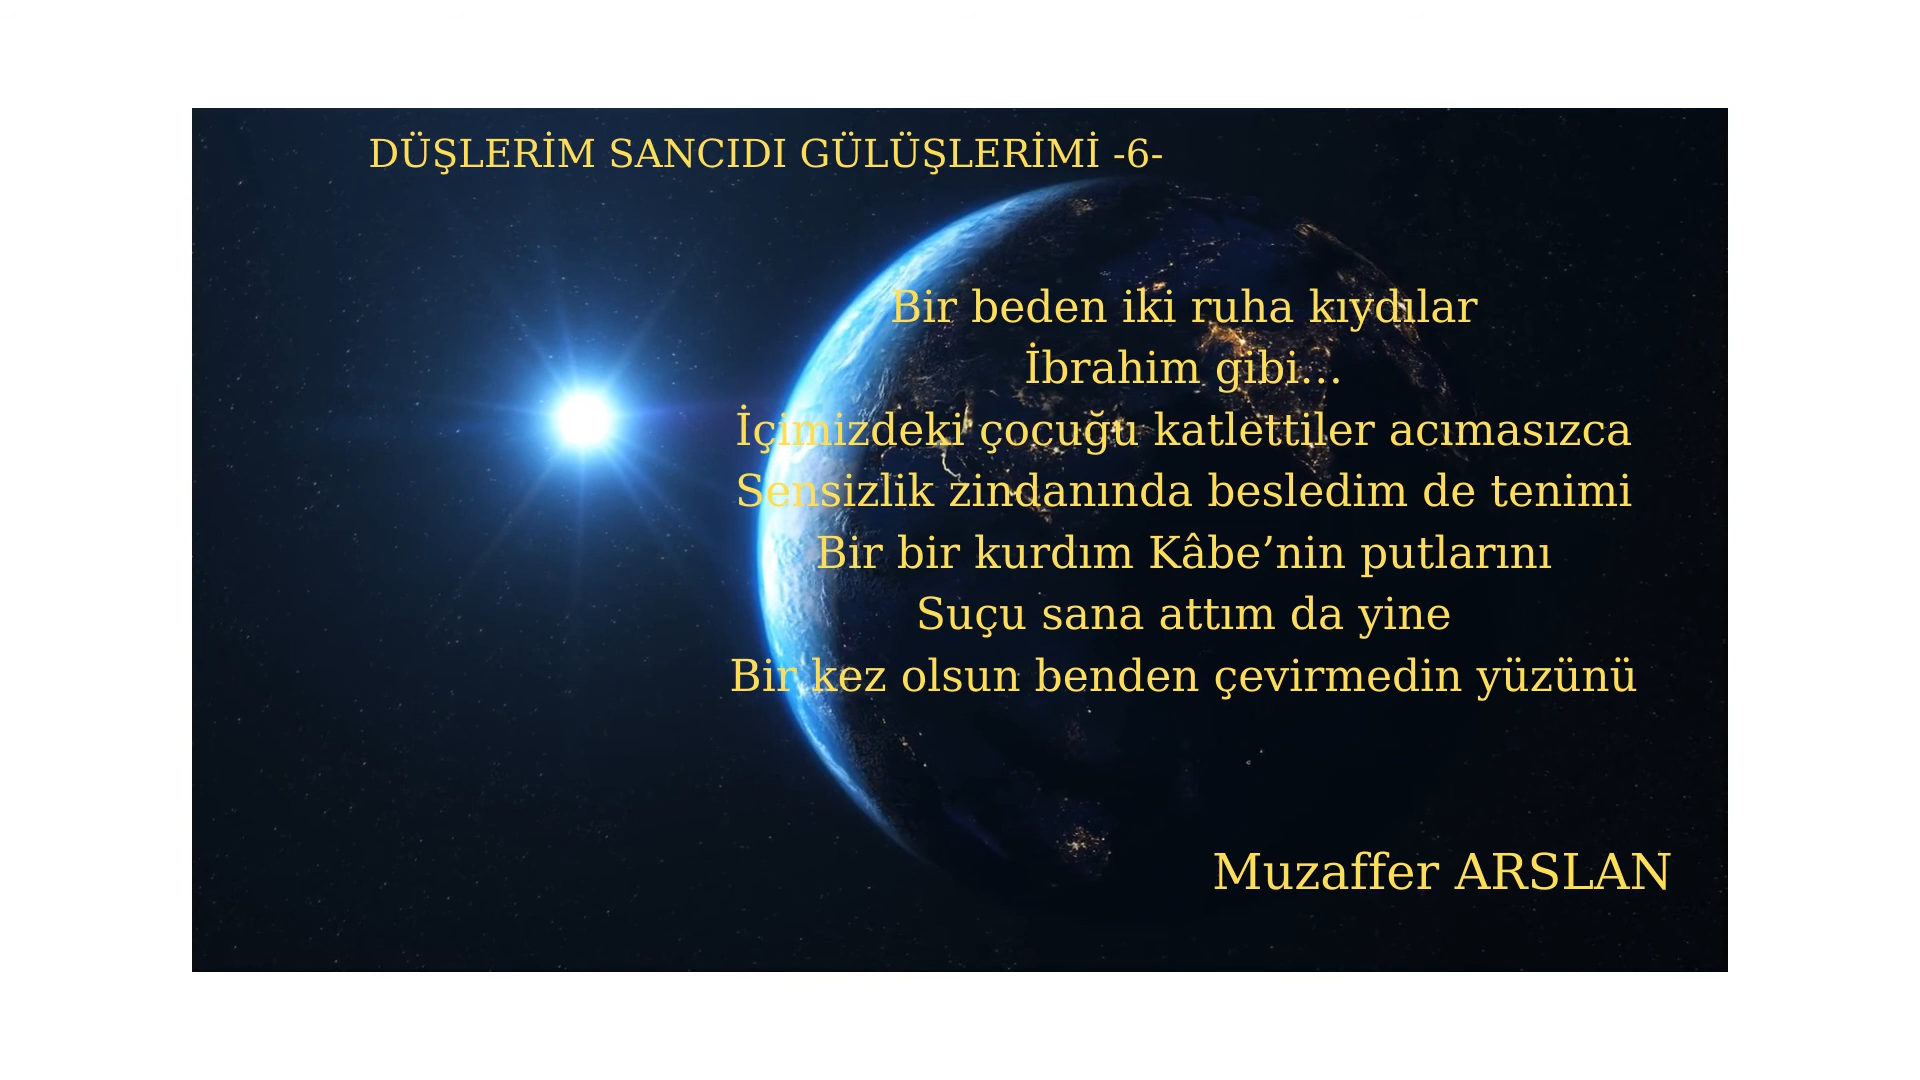 DÜŞLERİM SANCIDI GÜLÜŞLERİMİ -6-
Bir beden iki ruha kıydılar
İbrahim gibi...
İçimizdeki çocuğu katlettiler acımasızca
Sensizlik zindanında besledim de tenimi
Bir bir kurdım Kâbe’nin putlarını
Suçu sana attım da yine
Bir kez olsun benden çevirmedin yüzünü
Muzaffer ARSLAN